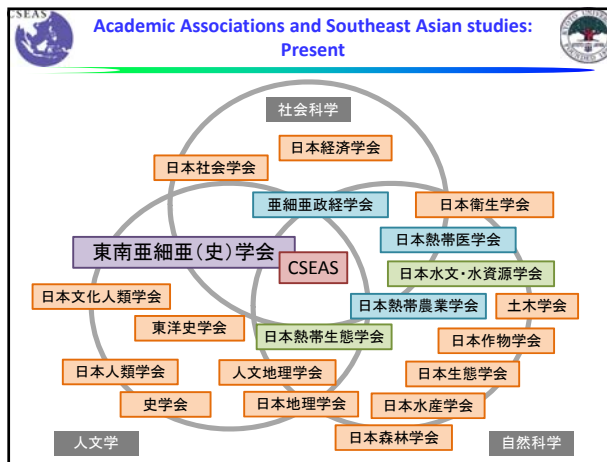 CSEAS
Academic Associations and Southeast Asian studies:
Present
社会科学
日本経済学会
日本社会学会
亜細亜政経学会
日本衛生学会
日本熱帯医学会
東南亜細亜(史)学会
CSEAS
日本水文・水資源学会
日本文化人類学会
日本熱帯農業学会
土木学会
東洋史学会
日本熱帯生態学会
日本作物学会
日本人類学会
人文地理学会
日本生態学会
史学会
日本地理学会
日本水産学会
日本森林学会
人文学
自然科学